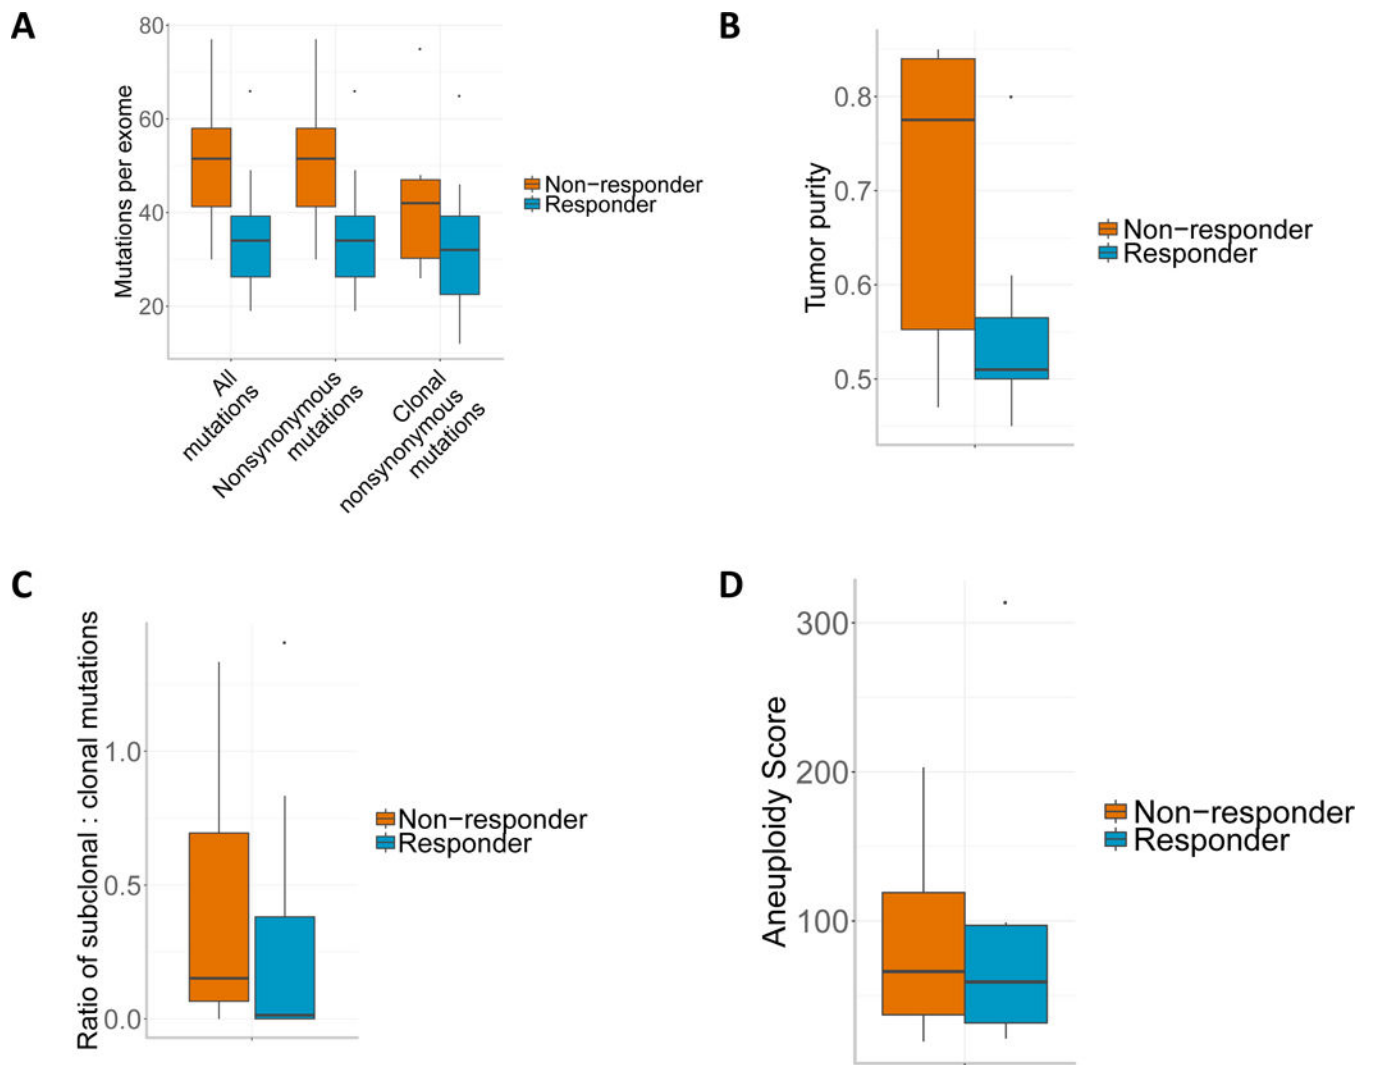 A
Mutations per exome
80
60
40
20
All
mutations
Nonsynonymous
mutations
Clonal
nonsynonymous
mutations
Non-responder
Responder
B
Tumor purity
0.8
0.7
0.6
0.5
Non-responder
Responder
C
Ratio of subclonal : clonal mutations
1.0
0.5
0.0
Non-responder
Responder
D
Aneuploidy Score
300
200
100
Non-responder
Responder